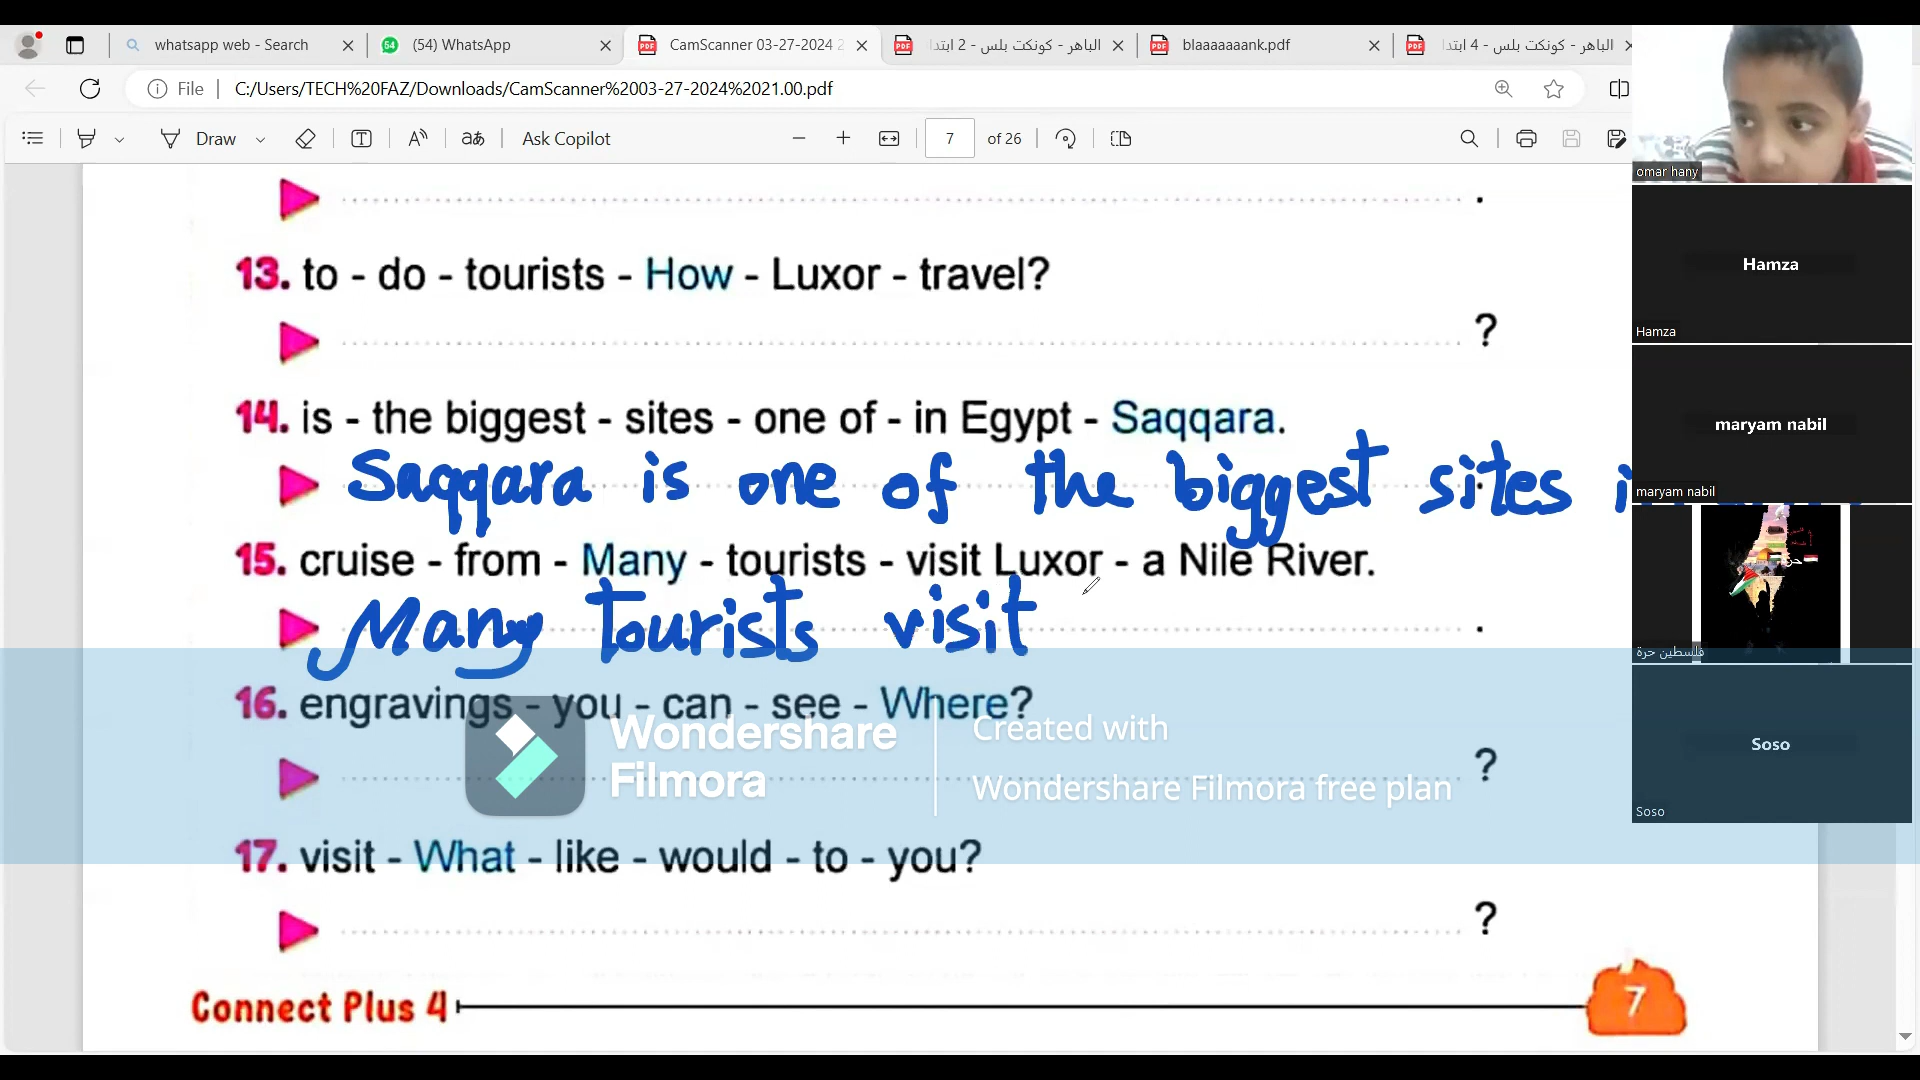 whatsapp web - Search
(54) WhatsApp
CamScanner 03-27-2024 2
الباهر - كونكت بلس - 2 ابتدا
blaaaaaaank.pdf
الباهر - كونكت بلس - 4 ابتدا
File
C:/Users/TECH%20FAZ/Downloads/CamScanner%2003-27-2024%2021.00.pdf
Draw
Ask Copilot
7 of 26
.
13. to - do - tourists - How - Luxor - travel?
?
14. is - the biggest - sites - one of - in Egypt - Saqqara.
Saqqara is one of the biggest sites i
15. cruise - from - Many - tourists - visit Luxor - a Nile River.
Many tourists visit .
16. engravings - you - can - see - Where?
?
Wondershare Filmora
Created with
Wondershare Filmora free plan
17. visit - What - like - would - to - you?
?
Connect Plus 4
7
omar hany
Hamza
Hamza
maryam nabil
maryam nabil
فلسطين حرة
Soso
Soso